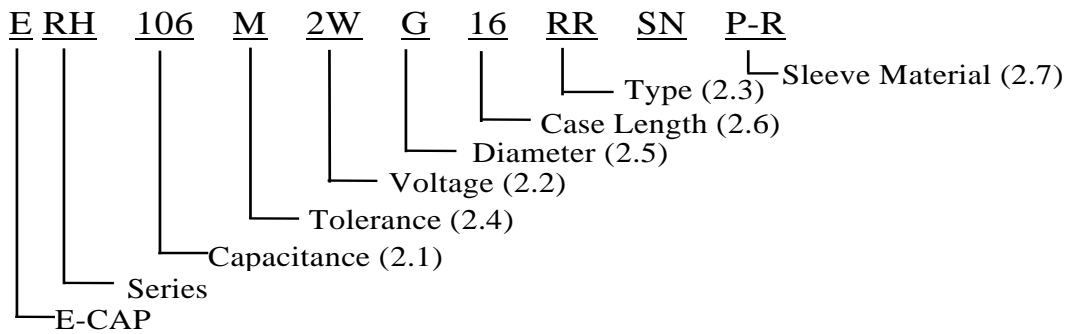 E RH 106 M 2W G 16 RR SN P-R
Sleeve Material (2.7)
Type (2.3)
Case Length (2.6)
Diameter (2.5)
Voltage (2.2)
Tolerance (2.4)
Capacitance (2.1)
Series
E-CAP